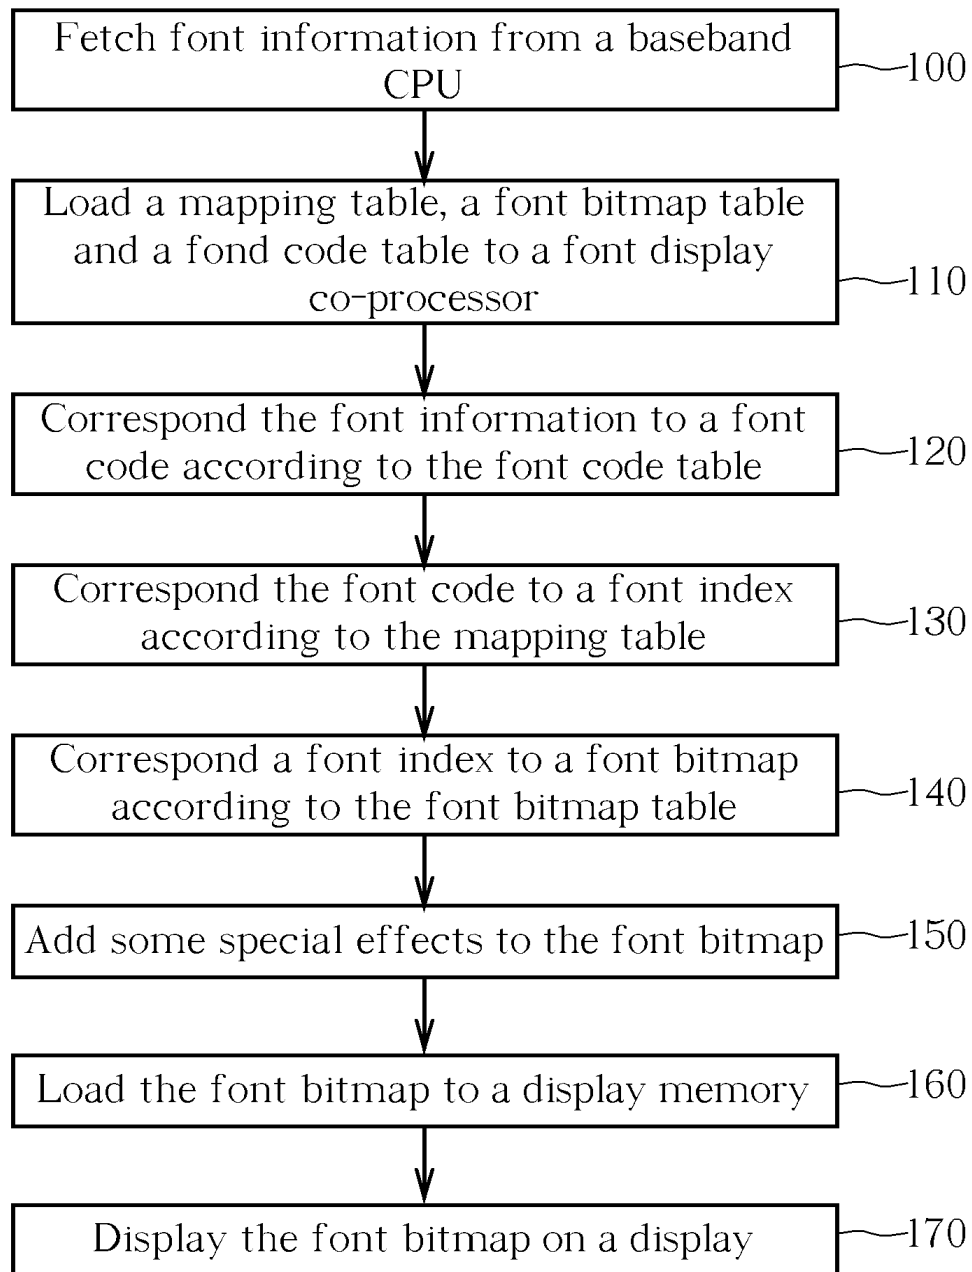 Fetch font information from a baseband
CPU
100
Load a mapping table, a font bitmap table
and a fond code table to a font display
co-processor
110
Correspond the font information to a font
code according to the font code table
120
Correspond the font code to a font index
according to the mapping table
130
Correspond a font index to a font bitmap
according to the font bitmap table
140
Add some special effects to the font bitmap
150
Load the font bitmap to a display memory
160
Display the font bitmap on a display
170